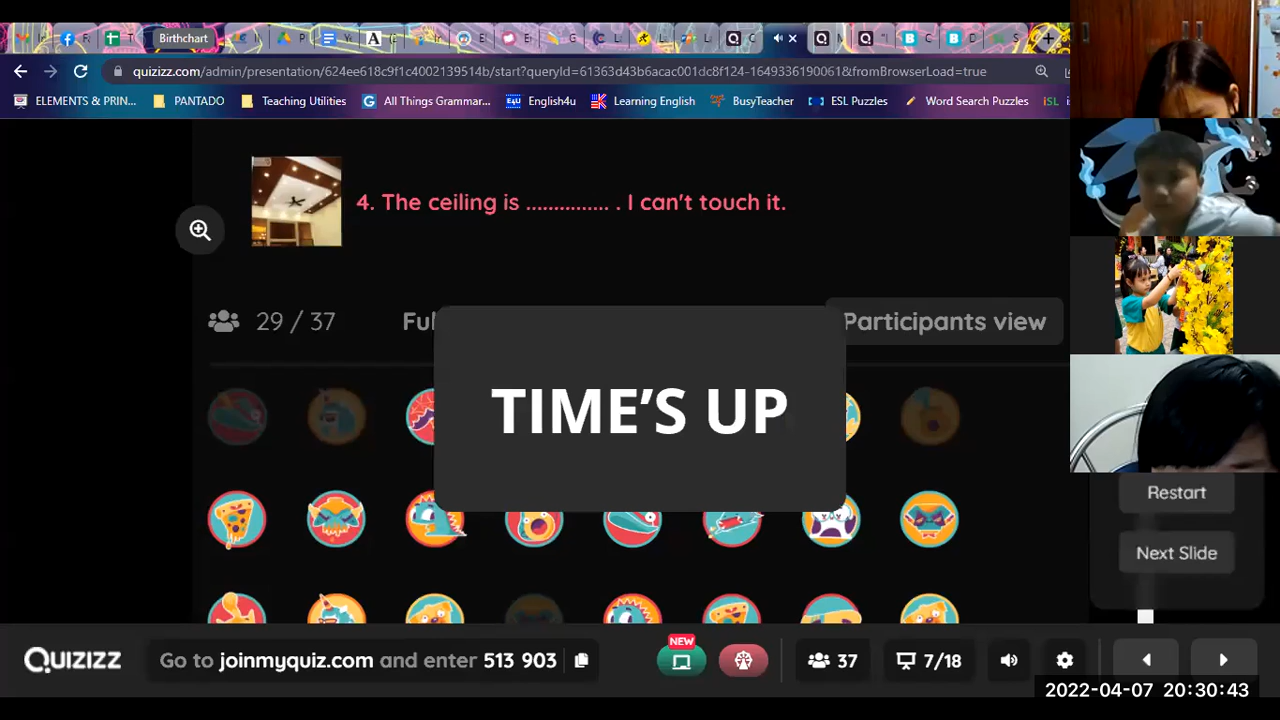 Birthchart
quizizz.com/admin/presentation/624ee618c9f1c4002139514b/start?queryId=61363d43b6acac001dc8f124-1649336190061&fromBrowserLoad=true
ELEMENTS & PRIN... PANTADO Teaching Utilities All Things Grammar... English4u Learning English BusyTeacher ESL Puzzles Word Search Puzzles iSL
4. The ceiling is ............... . I can't touch it.
29 / 37 Ful Participants view
TIME'S UP
Restart
Next Slide
NEW
Quizizz Go to joinmyquiz.com and enter 513 903 37 7/18
2022-04-07 20:30:43